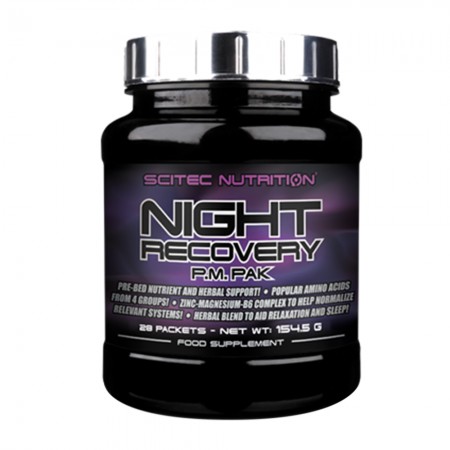 SCITEC NUTRITION®
NIGHT
RECOVERY
P.M. PAK
PRE-BED NUTRIENT AND HERBAL SUPPORT! • POPULAR AMINO ACIDS
FROM 4 GROUPS! • ZINC-MAGNESIUM-B6 COMPLEX TO HELP NORMALIZE
RELEVANT SYSTEMS! • HERBAL BLEND TO AID RELAXATION AND SLEEP!
28 PACKETS - NET WT: 154.5 G
FOOD SUPPLEMENT